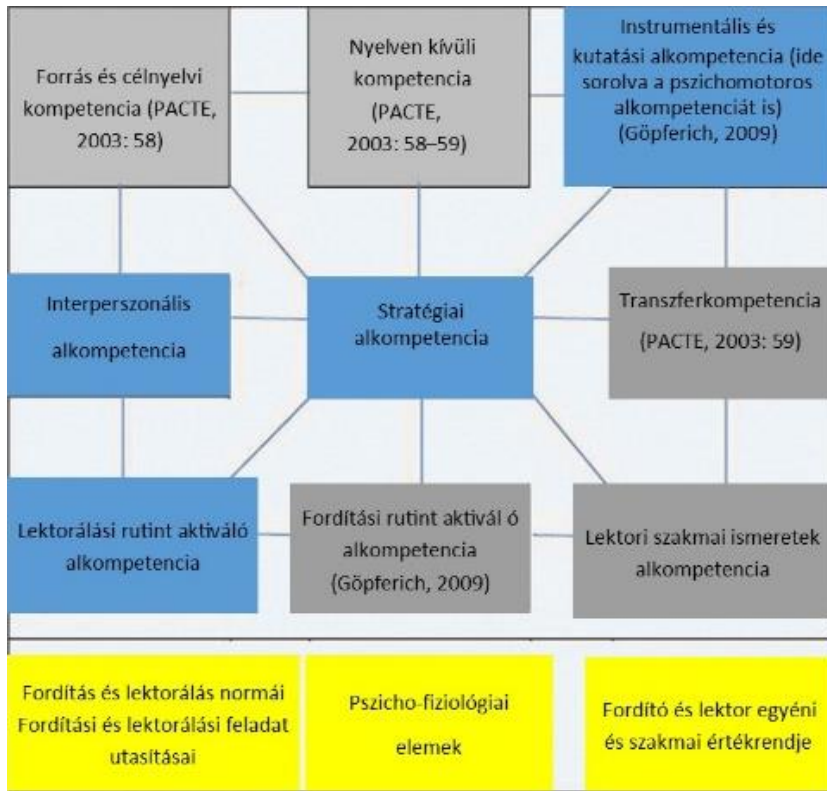 Forrás és célnyelvi
kompetencia (PACTE,
2003: 58)
Nyelven kívüli
kompetencia
(PACTE,
2003: 58–59)
Instrumentális és
kutatási alkompetencia (ide
sorolva a pszichomotoros
alkompetenciát is)
(Göpferich, 2009)
Interperszonális
alkompetencia
Stratégiai
alkompetencia
Transzferkompetencia
(PACTE, 2003: 59)
Lektorálási rutint aktiváló
alkompetencia
Fordítási rutint aktivál ó
alkompetencia
(Göpferich, 2009)
Lektori szakmai ismeretek
alkompetencia
Fordítás és lektorálás normái
Fordítási és lektorálási feladat
utasításai
Pszicho-fiziológiai
elemek
Fordító és lektor egyéni
és szakmai értékrendje